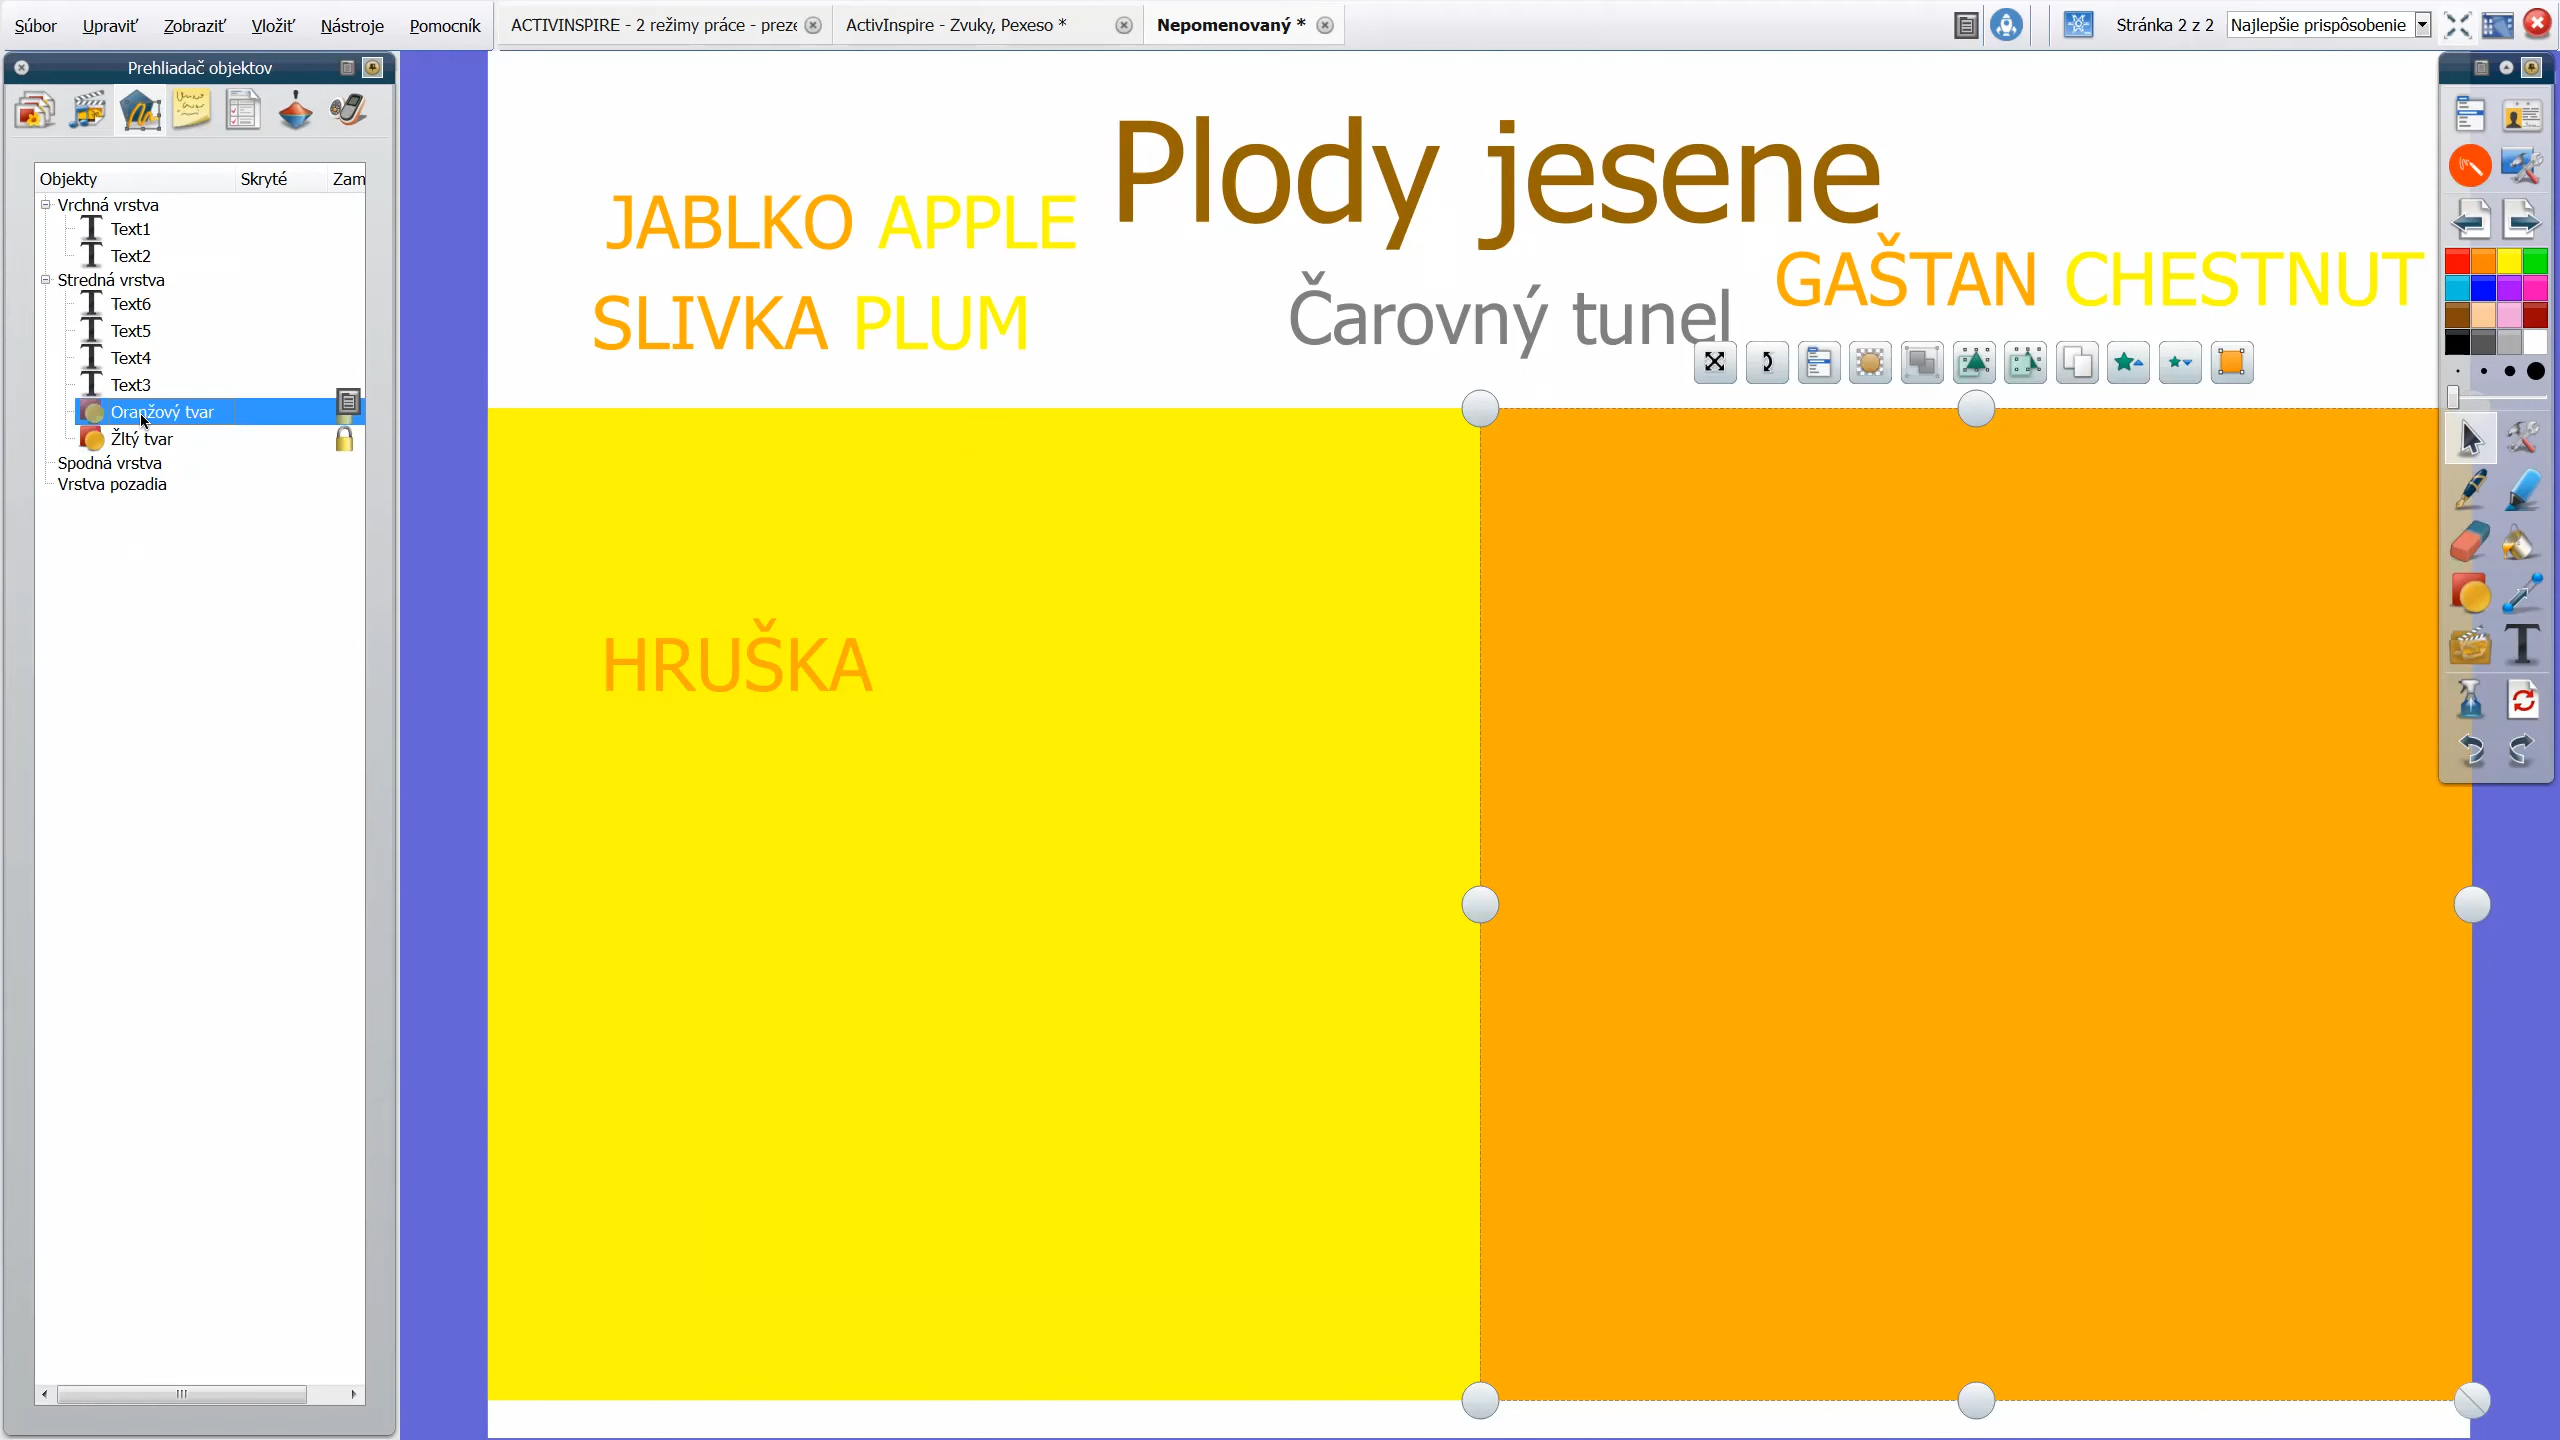 Súbor Upraviť Zobraziť Vložiť Nástroje Pomocník
ACTIVINSPIRE - 2 režimy práce - preze
ActivInspire - Zvuky, Pexeso *
Nepomenovaný *
Stránka 2 z 2
Najlepšie prispôsobenie
Prehliadač objektov
Objekty Skryté Zam
Vrchná vrstva
Text1
Text2
Stredná vrstva
Text6
Text5
Text4
Text3
Oranžový tvar
Žltý tvar
Spodná vrstva
Vrstva pozadia
Plody jesene
JABLKO APPLE
GAŠTAN CHESTNUT
SLIVKA PLUM
Čarovný tunel
HRUŠKA